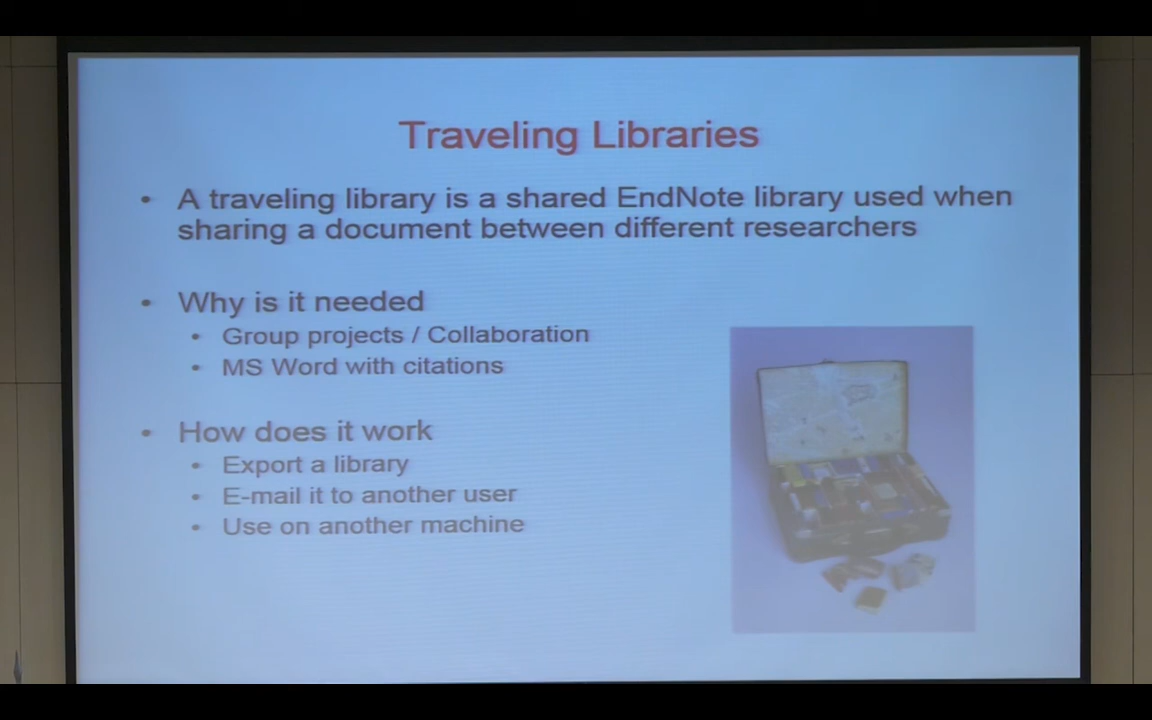 Traveling Libraries
• A traveling library is a shared EndNote library used when
sharing a document between different researchers
• Why is it needed
• Group projects / Collaboration
• MS Word with citations
• How does it work
• Export a library
• E-mail it to another user
• Use on another machine